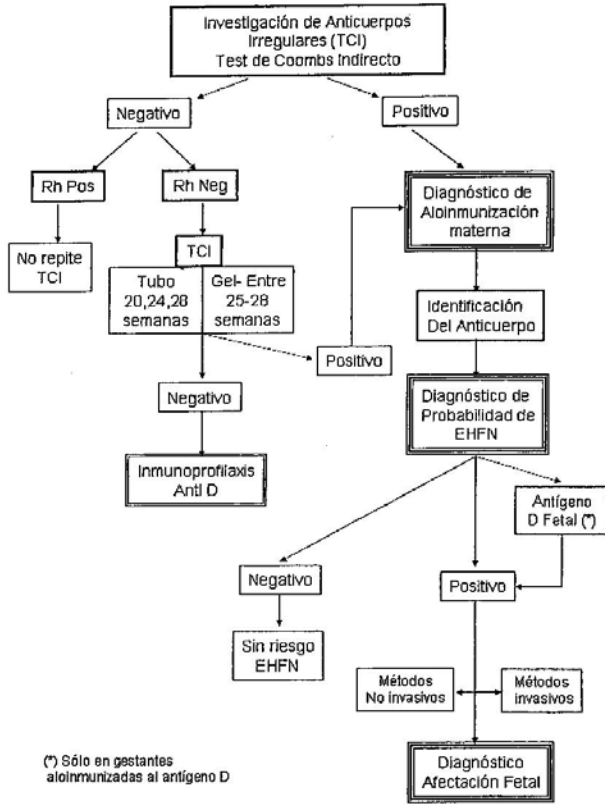 Investigación de Anticuerpos
Irregulares (TCI)
Test de Coombs Indirecto
Negativo
Positivo
Rh Pos
Rh Neg
Diagnóstico de
Aloinmunización
materna
No repite
TCI
TCI
Tubo
20,24,28
semanas
Gel- Entre
25-28
semanas
Identificación
Del Anticuerpo
Positivo
Negativo
Diagnóstico de
Probabilidad de
EHFN
Inmunoprofilaxis
Anti D
Antígeno
D Fetal (*)
Negativo
Positivo
Sin riesgo
EHFN
Métodos
No invasivos
Métodos
invasivos
(*) Sólo en gestantes
aloinmunizadas al antígeno D
Diagnóstico
Afectación Fetal